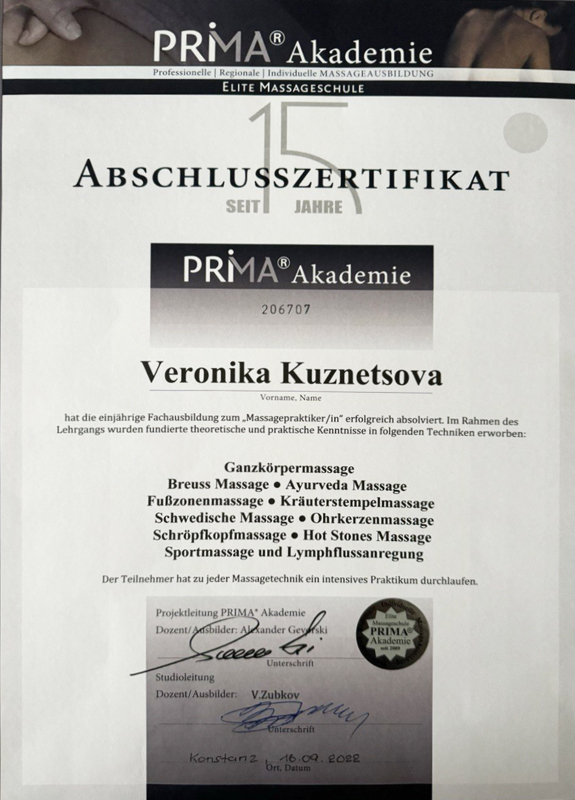 PRiMA® Akademie
Professionelle | Regionale | Individuelle MASSAGEAUSBILDUNG
ELITE MASSAGESCHULE
15
ABSCHLUSSZERTIFIKAT
SEIT JAHRE
PRiMA® Akademie
206707
Veronika Kuznetsova
Vorname, Name
hat die einjährige Fachausbildung zum „Massagepraktiker/in“ erfolgreich absolviert. Im Rahmen des
Lehrgangs wurden fundierte theoretische und praktische Kenntnisse in folgenden Techniken erworben:
Ganzkörpermassage
Breuss Massage ● Ayurveda Massage
Fußzonenmassage ● Kräuterstempelmassage
Schwedische Massage ● Ohrkerzenmassage
Schröpfkopfmassage ● Hot Stones Massage
Sportmassage und Lymphflussanregung
Der Teilnehmer hat zu jeder Massagetechnik ein intensives Praktikum durchlaufen.
Projektleitung PRIMA® Akademie
Dozent/Ausbilder: Alexander
Unterschrift
Elite
Massageschule
PRIMA®
Akademie
seit 2005
Studioleitung
Dozent/Ausbilder: V.Zubkov
Unterschrift
Konstanz, 16.09.2022
Ort, Datum